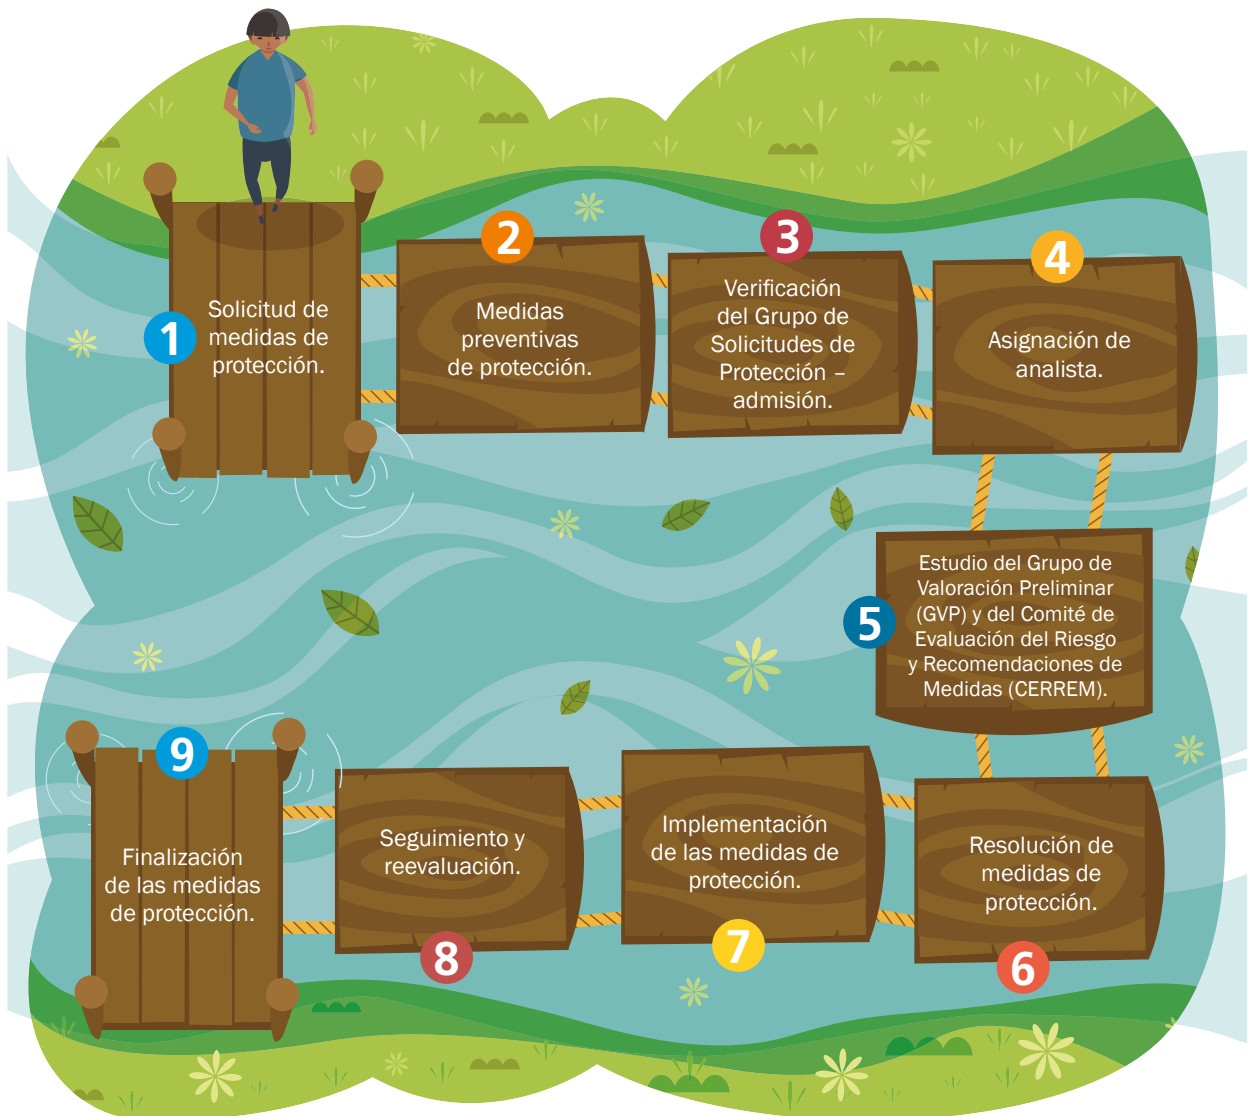 1
Solicitud de
medidas de
protección.
2
Medidas
preventivas
de protección.
3
Verificación
del Grupo de
Solicitudes de
Protección –
admisión.
4
Asignación de
analista.
5
Estudio del Grupo de
Valoración Preliminar
(GVP) y del Comité de
Evaluación del Riesgo
y Recomendaciones de
Medidas (CERREM).
6
Resolución de
medidas de
protección.
7
Implementación
de las medidas de
protección.
8
Seguimiento y
reevaluación.
9
Finalización
de las medidas
de protección.